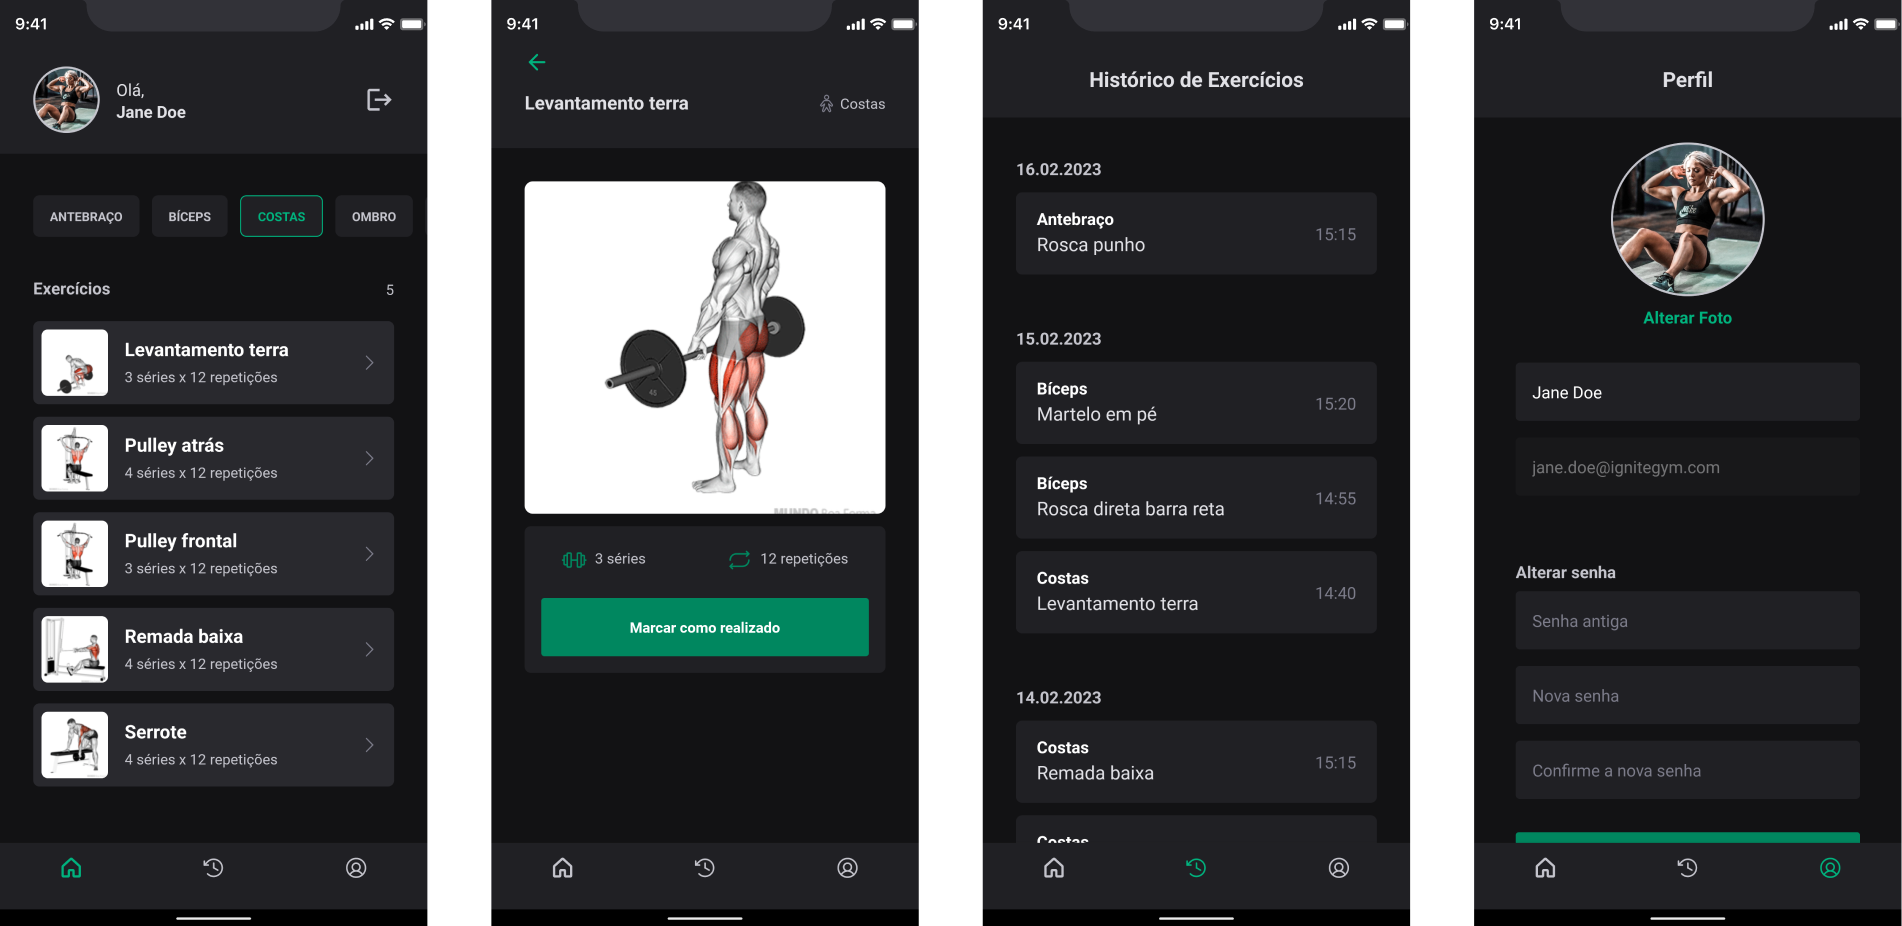 9:41
Olá,
Jane Doe
ANTEBRAÇO
BÍCEPS
COSTAS
OMBRO
Exercícios
5
Levantamento terra
3 séries x 12 repetições
Pulley atrás
4 séries x 12 repetições
Pulley frontal
3 séries x 12 repetições
Remada baixa
4 séries x 12 repetições
Serrote
4 séries x 12 repetições
9:41
Levantamento terra
Costas
45
MUNDO Boa Forma
3 séries
12 repetições
Marcar como realizado
9:41
Histórico de Exercícios
16.02.2023
Antebraço
Rosca punho
15:15
15.02.2023
Bíceps
Martelo em pé
15:20
Bíceps
Rosca direta barra reta
14:55
Costas
Levantamento terra
14:40
14.02.2023
Costas
Remada baixa
15:15
Costas
9:41
Perfil
Alterar Foto
Jane Doe
jane.doe@ignitegym.com
Alterar senha
Senha antiga
Nova senha
Confirme a nova senha